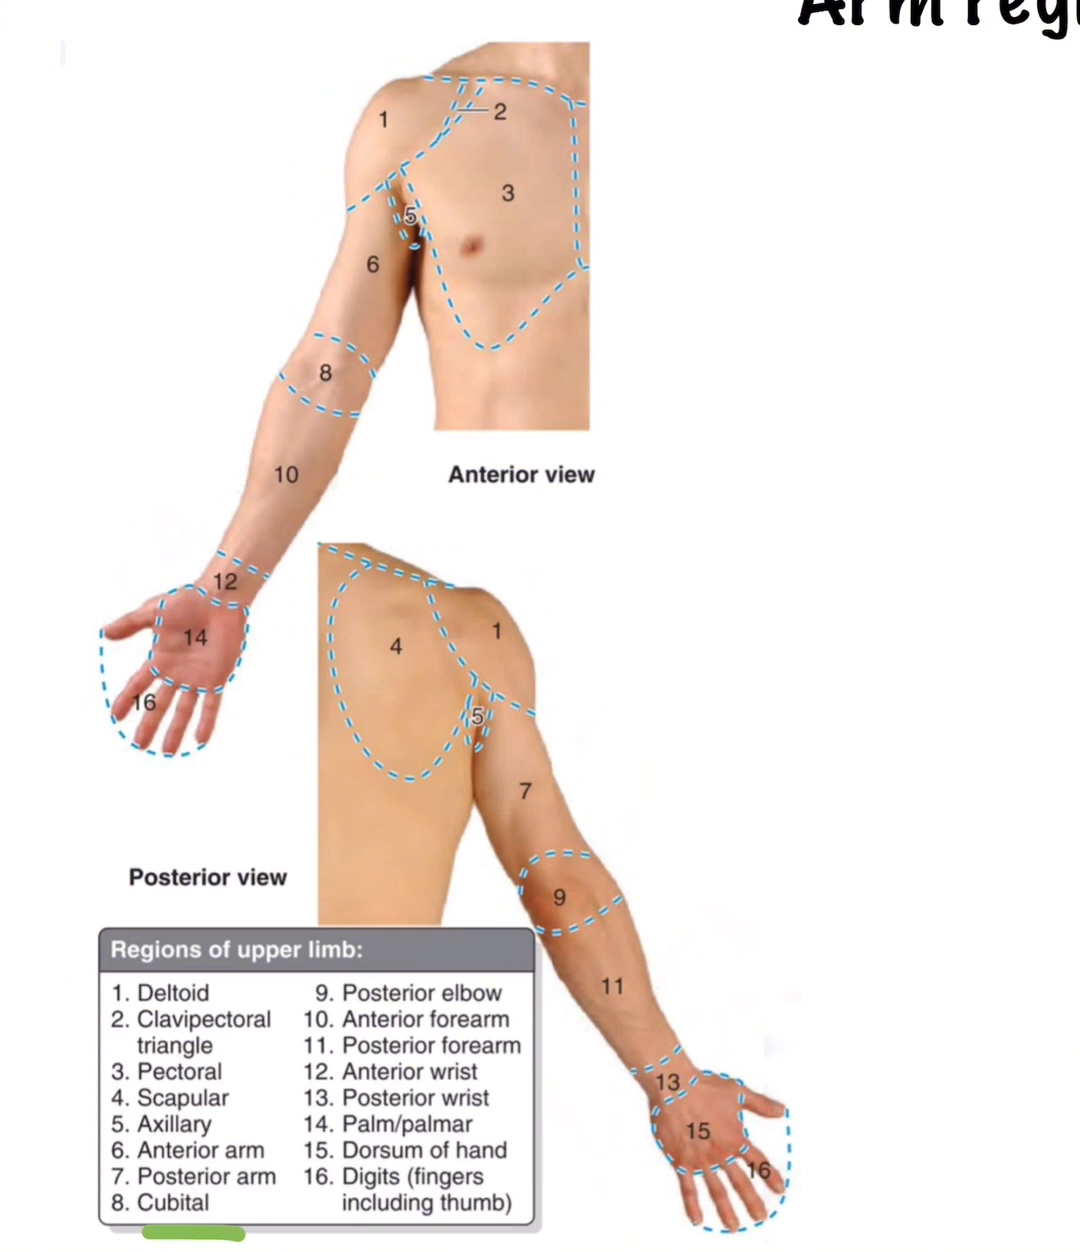 Arm regi
1
2
3
5
6
8
10
Anterior view
12
14
16
4
1
5
7
Posterior view
9
11
13
15
16
Regions of upper limb:
1. Deltoid
2. Clavipectoral
triangle
3. Pectoral
4. Scapular
5. Axillary
6. Anterior arm
7. Posterior arm
8. Cubital
9. Posterior elbow
10. Anterior forearm
11. Posterior forearm
12. Anterior wrist
13. Posterior wrist
14. Palm/palmar
15. Dorsum of hand
16. Digits (fingers
including thumb)